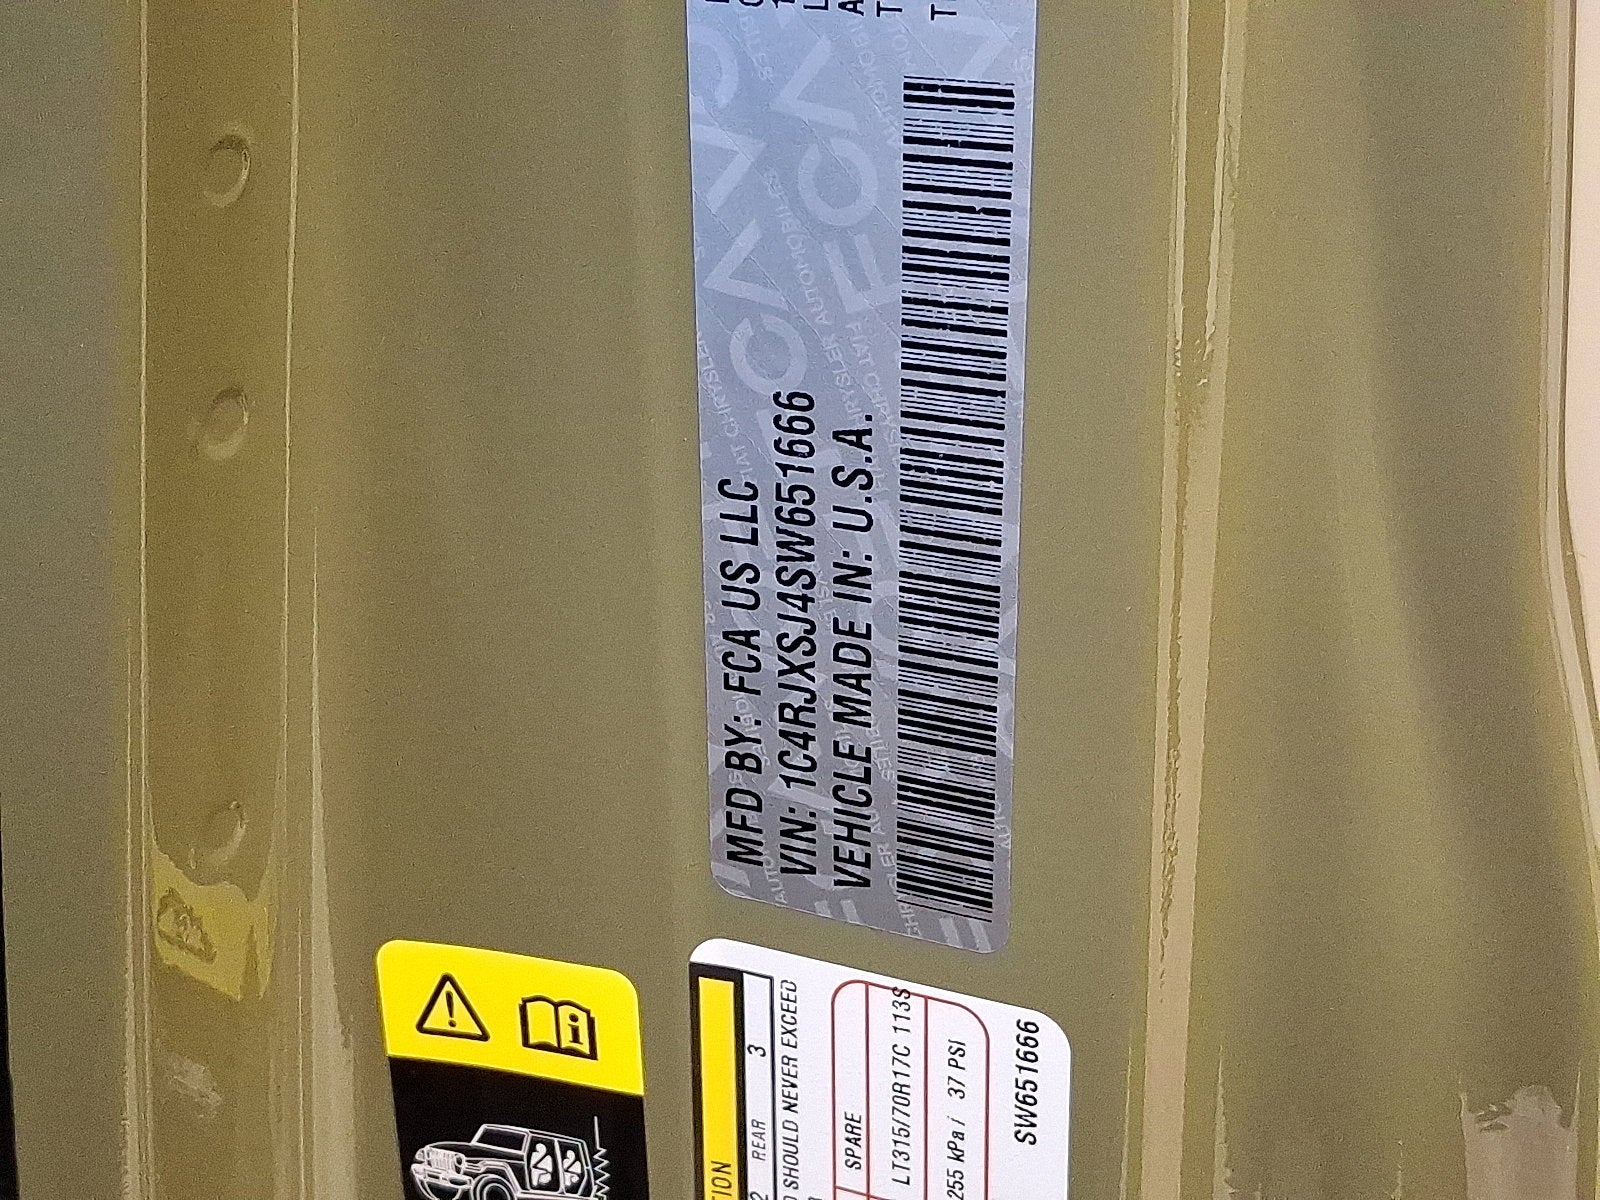 MFD BY: FCA US LLC
VIN: 1C4RJXSJ4SW651666
VEHICLE MADE IN: U.S.A.
REAR 3
SHOULD NEVER EXCEED
SPARE
LT315/70R17C 113S
255 kPa / 37 PSI
SW651666